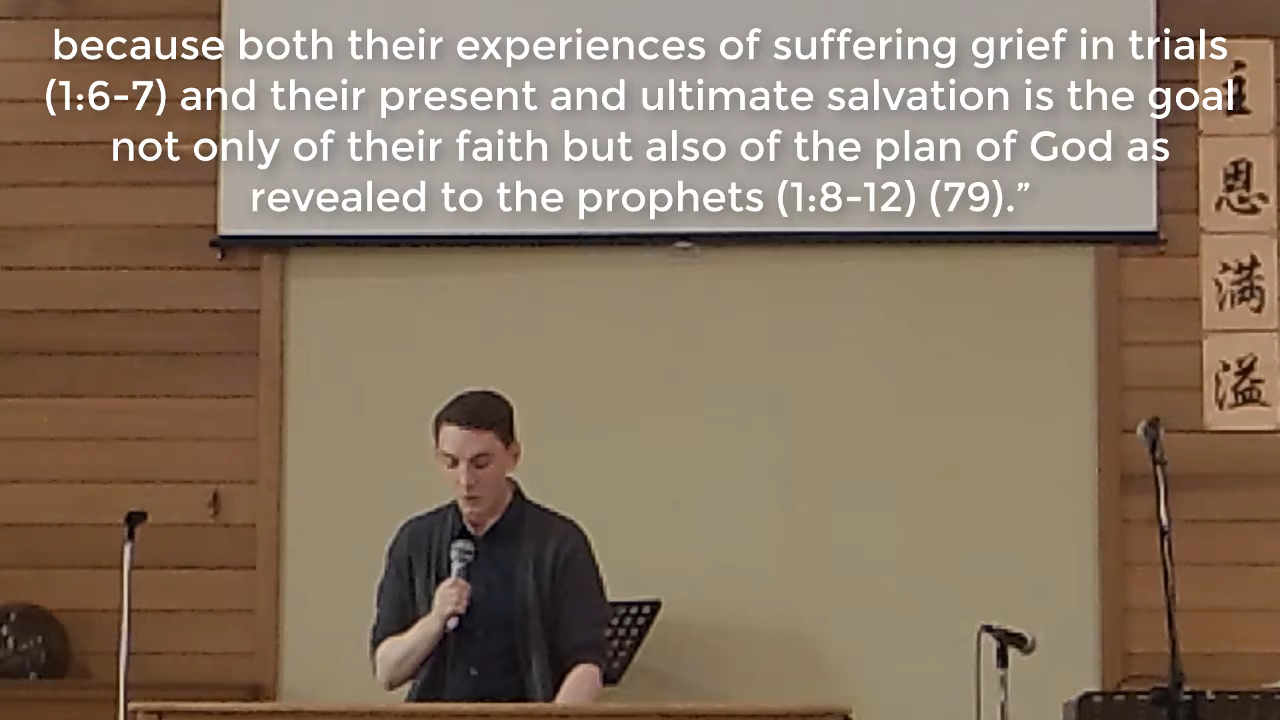 because both their experiences of suffering grief in trials
(1:6-7) and their present and ultimate salvation is the goal
not only of their faith but also of the plan of God as
revealed to the prophets (1:8-12) (79).”
主
恩
满
溢